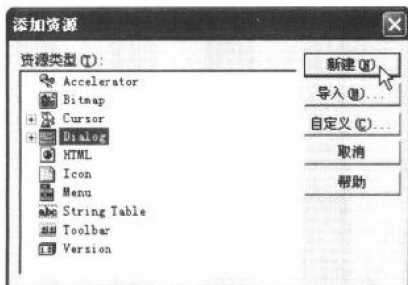 添加资源
资源类型(T):
Accelerator
Bitmap
Cursor
Dialog
HTML
Icon
Menu
String Table
Toolbar
Version
新建(N)
导入(M)...
自定义(C)...
取消
帮助